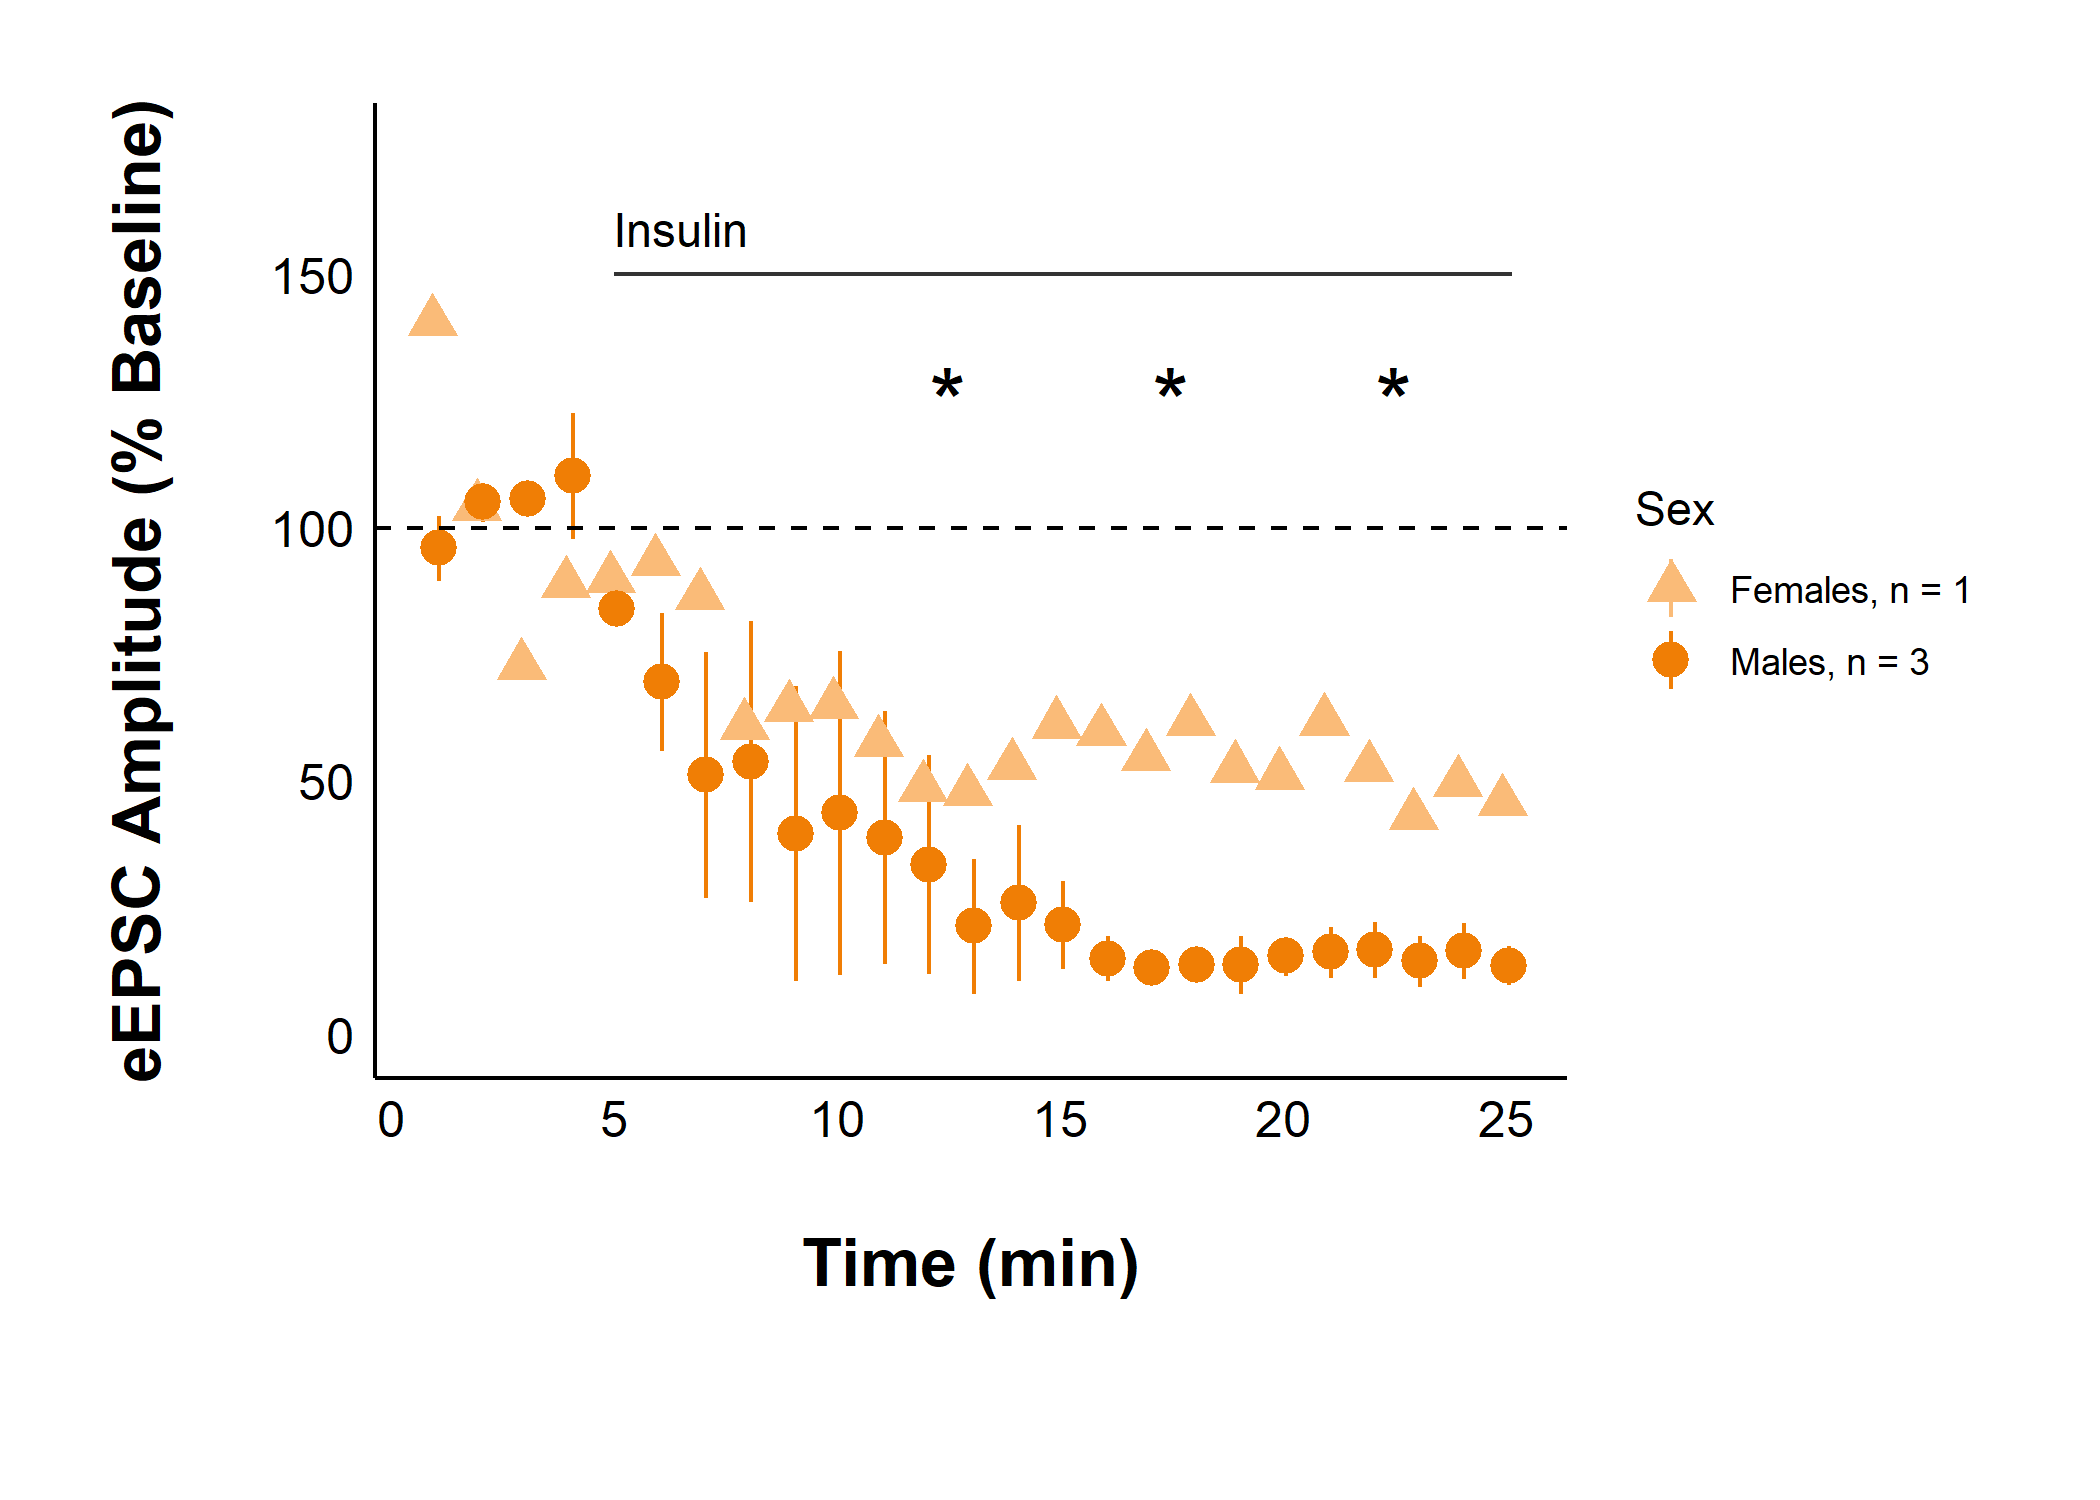 eEPSC Amplitude (% Baseline)
150
100
50
0
Insulin
* * *
0 5 10 15 20 25
Time (min)
Sex
Females, n = 1
Males, n = 3